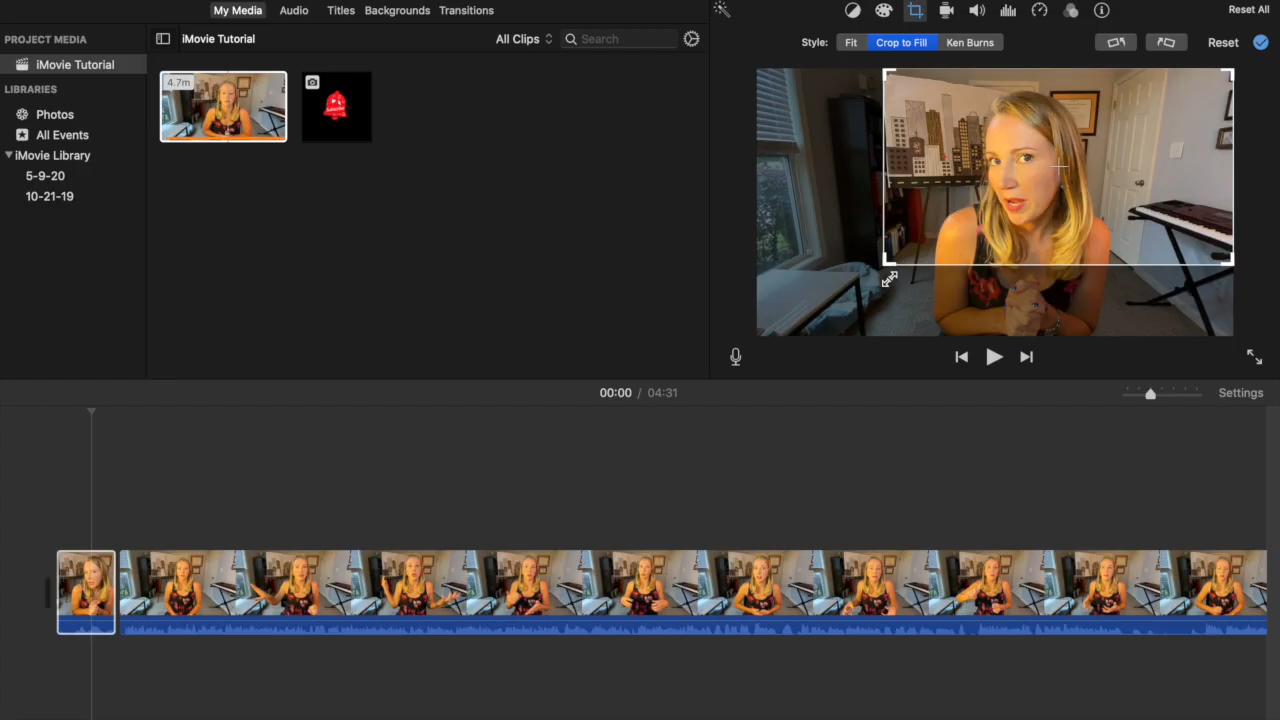 My Media Audio Titles Backgrounds Transitions
Reset All
PROJECT MEDIA
iMovie Tutorial
All Clips
Search
Style: Fit Crop to Fill Ken Burns
Reset
iMovie Tutorial
LIBRARIES
Photos
All Events
iMovie Library
5-9-20
10-21-19
4.7m
Subscribe
00:00 / 04:31
Settings